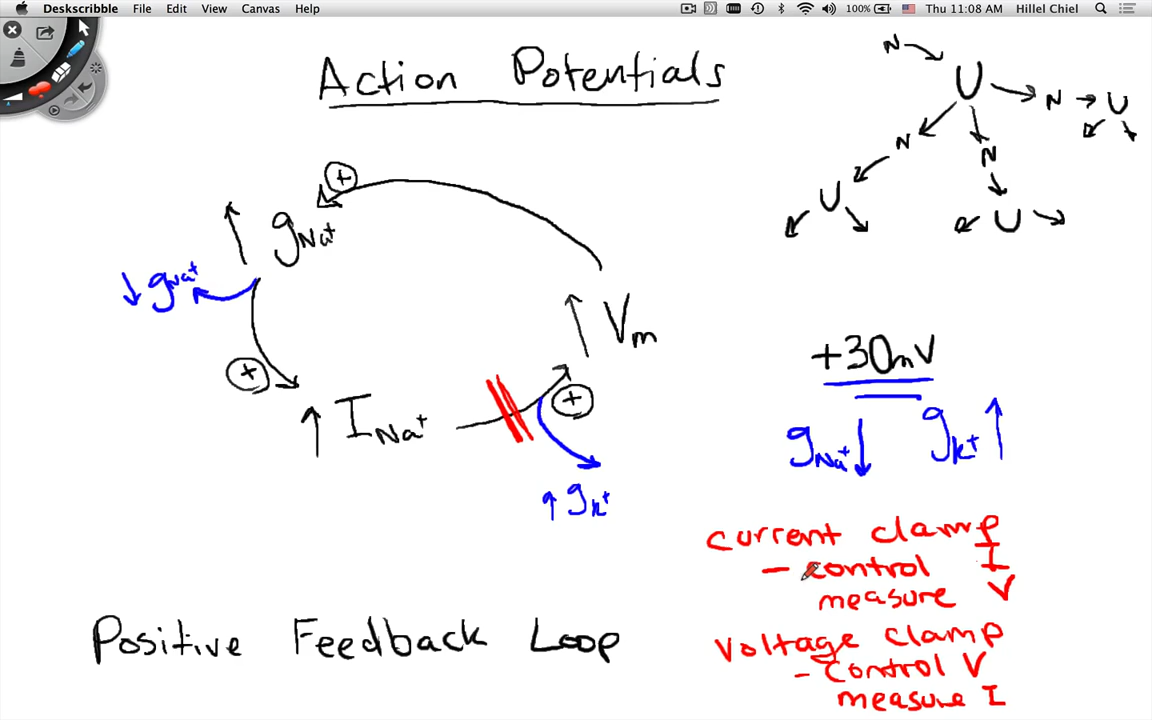 Deskscribble File Edit View Canvas Help 100% Thu 11:08 AM Hillel Chiel
Action Potentials
N
U
N
U
N
N
U
U
+
↑ gNa+
↓ gNa+
+
↑ INa+
↑ Vm
+
↑ gK+
+30mV
gNa+ ↓ gK+ ↑
current clamp
- control I
measure V
Voltage clamp
- control V
measure I
Positive Feedback Loop